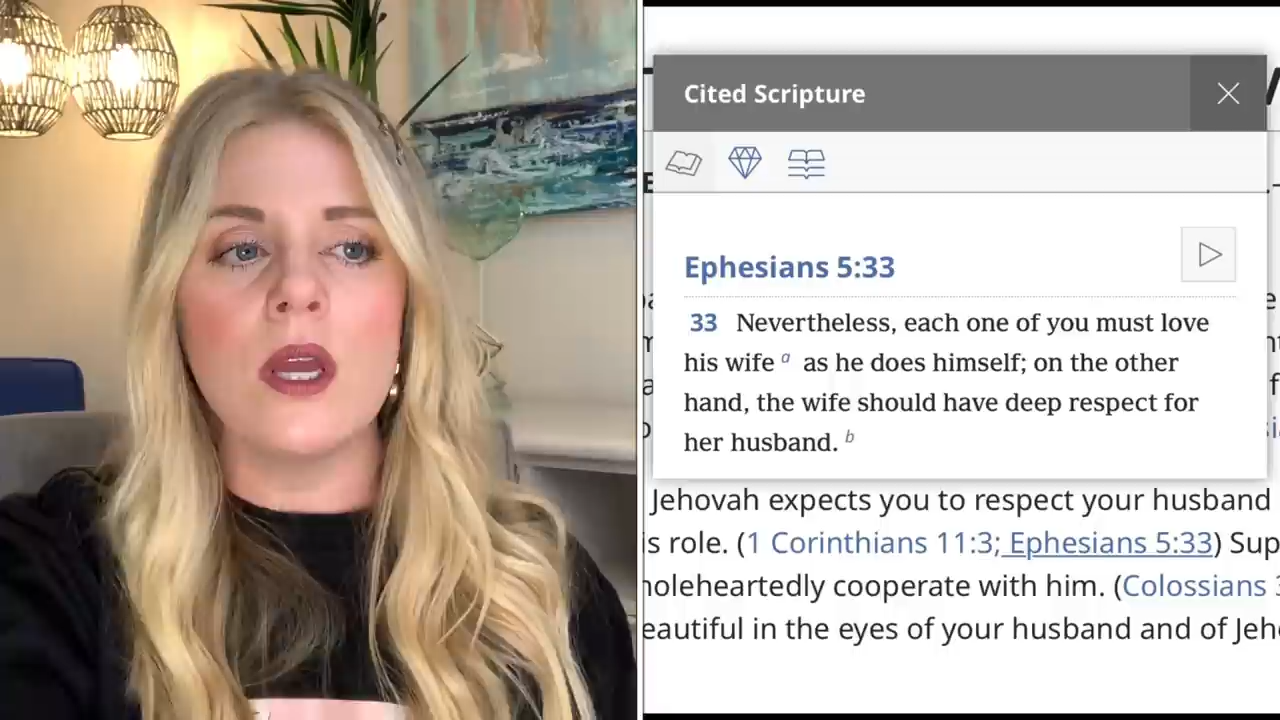 Cited Scripture
Ephesians 5:33
33 Nevertheless, each one of you must love
his wife a as he does himself; on the other
hand, the wife should have deep respect for
her husband. b
Jehovah expects you to respect your husband
is role. (1 Corinthians 11:3; Ephesians 5:33) Sup
holeheartedly cooperate with him. (Colossians 3
eautiful in the eyes of your husband and of Jeho